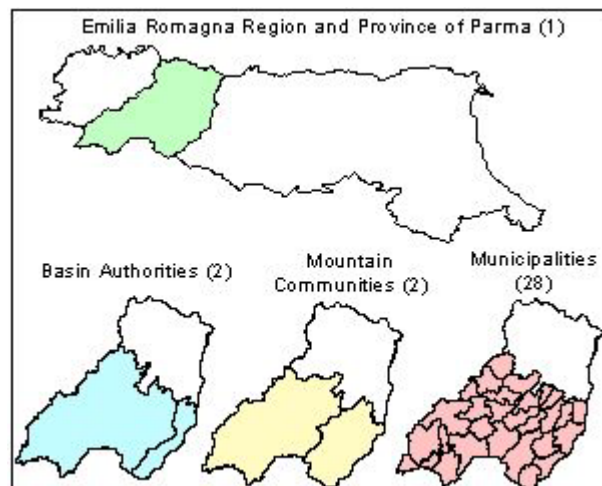 Emilia Romagna Region and Province of Parma (1)
Basin Authorities (2)
Mountain
Communities (2)
Municipalities
(28)